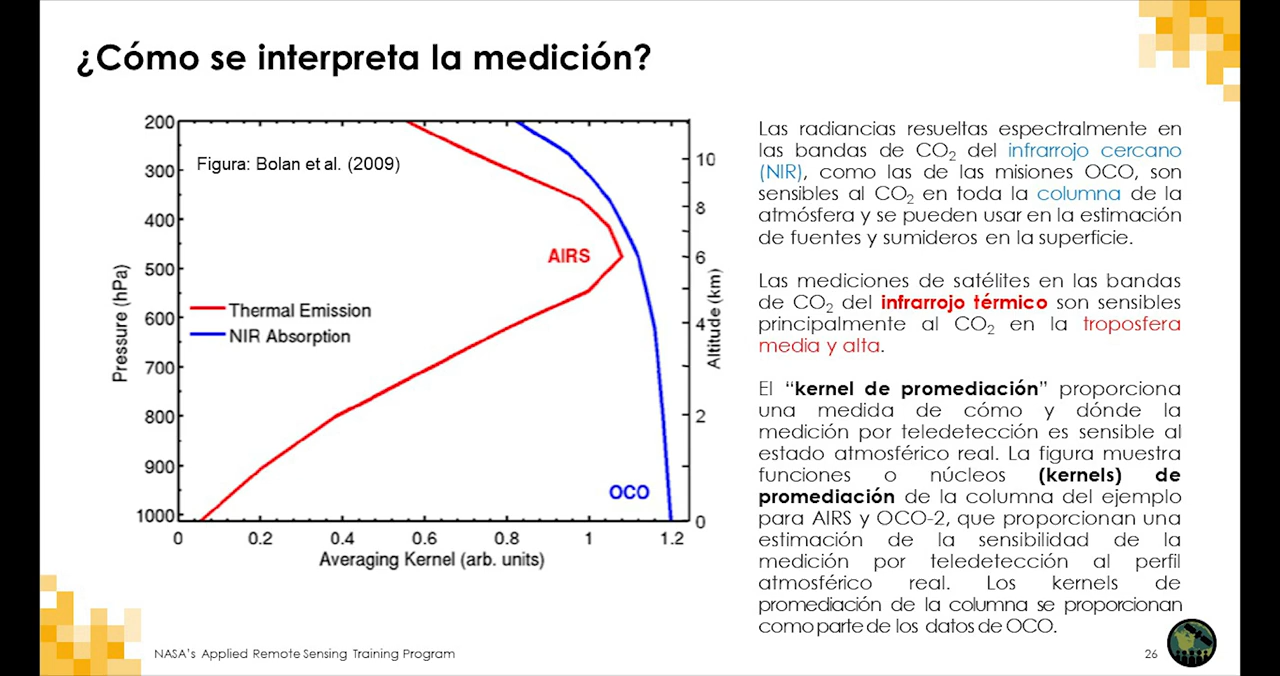 ¿Cómo se interpreta la medición?
Figura: Bolan et al. (2009)
200
300
400
500
600
700
800
900
1000
Pressure (hPa)
AIRS
Thermal Emission
NIR Absorption
OCO
10
8
6
4
2
0
Altitude (km)
0
0.2
0.4
0.6
0.8
1
1.2
Averaging Kernel (arb. units)
Las radiancias resueltas espectralmente en
las bandas de CO₂ del infrarrojo cercano
(NIR), como las de las misiones OCO, son
sensibles al CO₂ en toda la columna de la
atmósfera y se pueden usar en la estimación
de fuentes y sumideros en la superficie.
Las mediciones de satélites en las bandas
de CO₂ del infrarrojo térmico son sensibles
principalmente al CO₂ en la troposfera
media y alta.
El “kernel de promediación” proporciona
una medida de cómo y dónde la
medición por teledetección es sensible al
estado atmosférico real. La figura muestra
funciones o núcleos (kernels) de
promediación de la columna del ejemplo
para AIRS y OCO-2, que proporcionan una
estimación de la sensibilidad de la
medición por teledetección al perfil
atmosférico real. Los kernels de
promediación de la columna se proporcionan
como parte de los datos de OCO.
NASA's Applied Remote Sensing Training Program
26